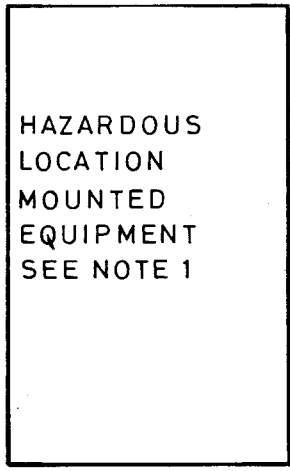 HAZARDOUS
LOCATION
MOUNTED
EQUIPMENT
SEE NOTE 1